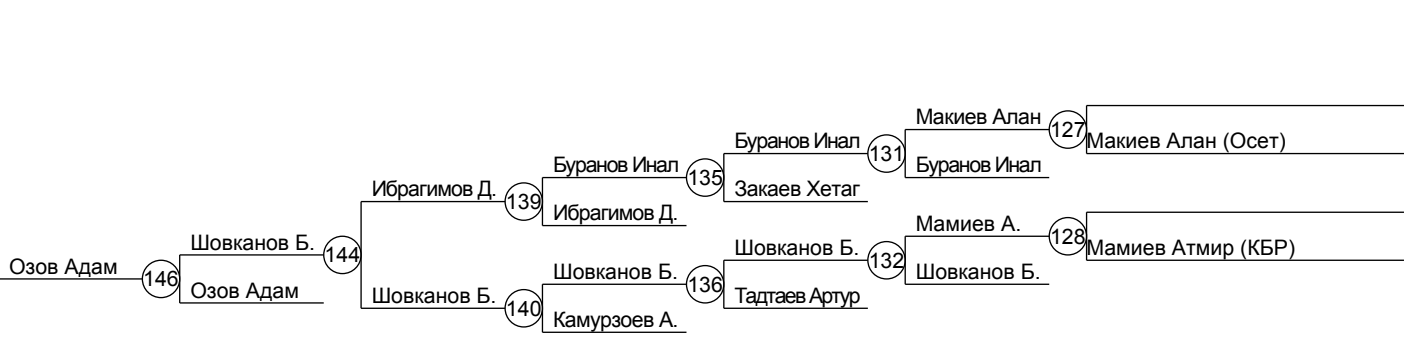 Макиев Алан
127
Макиев Алан (Осет)
Буранов Инал
131
Буранов Инал
Буранов Инал
135
Закаев Хетаг
Ибрагимов Д.
139
Ибрагимов Д.
Мамиев А.
128
Мамиев Атмир (КБР)
Шовканов Б.
144
Шовканов Б.
132
Шовканов Б.
Озов Адам
146
Озов Адам
Шовканов Б.
136
Тадтаев Артур
Шовканов Б.
140
Камурзоев А.